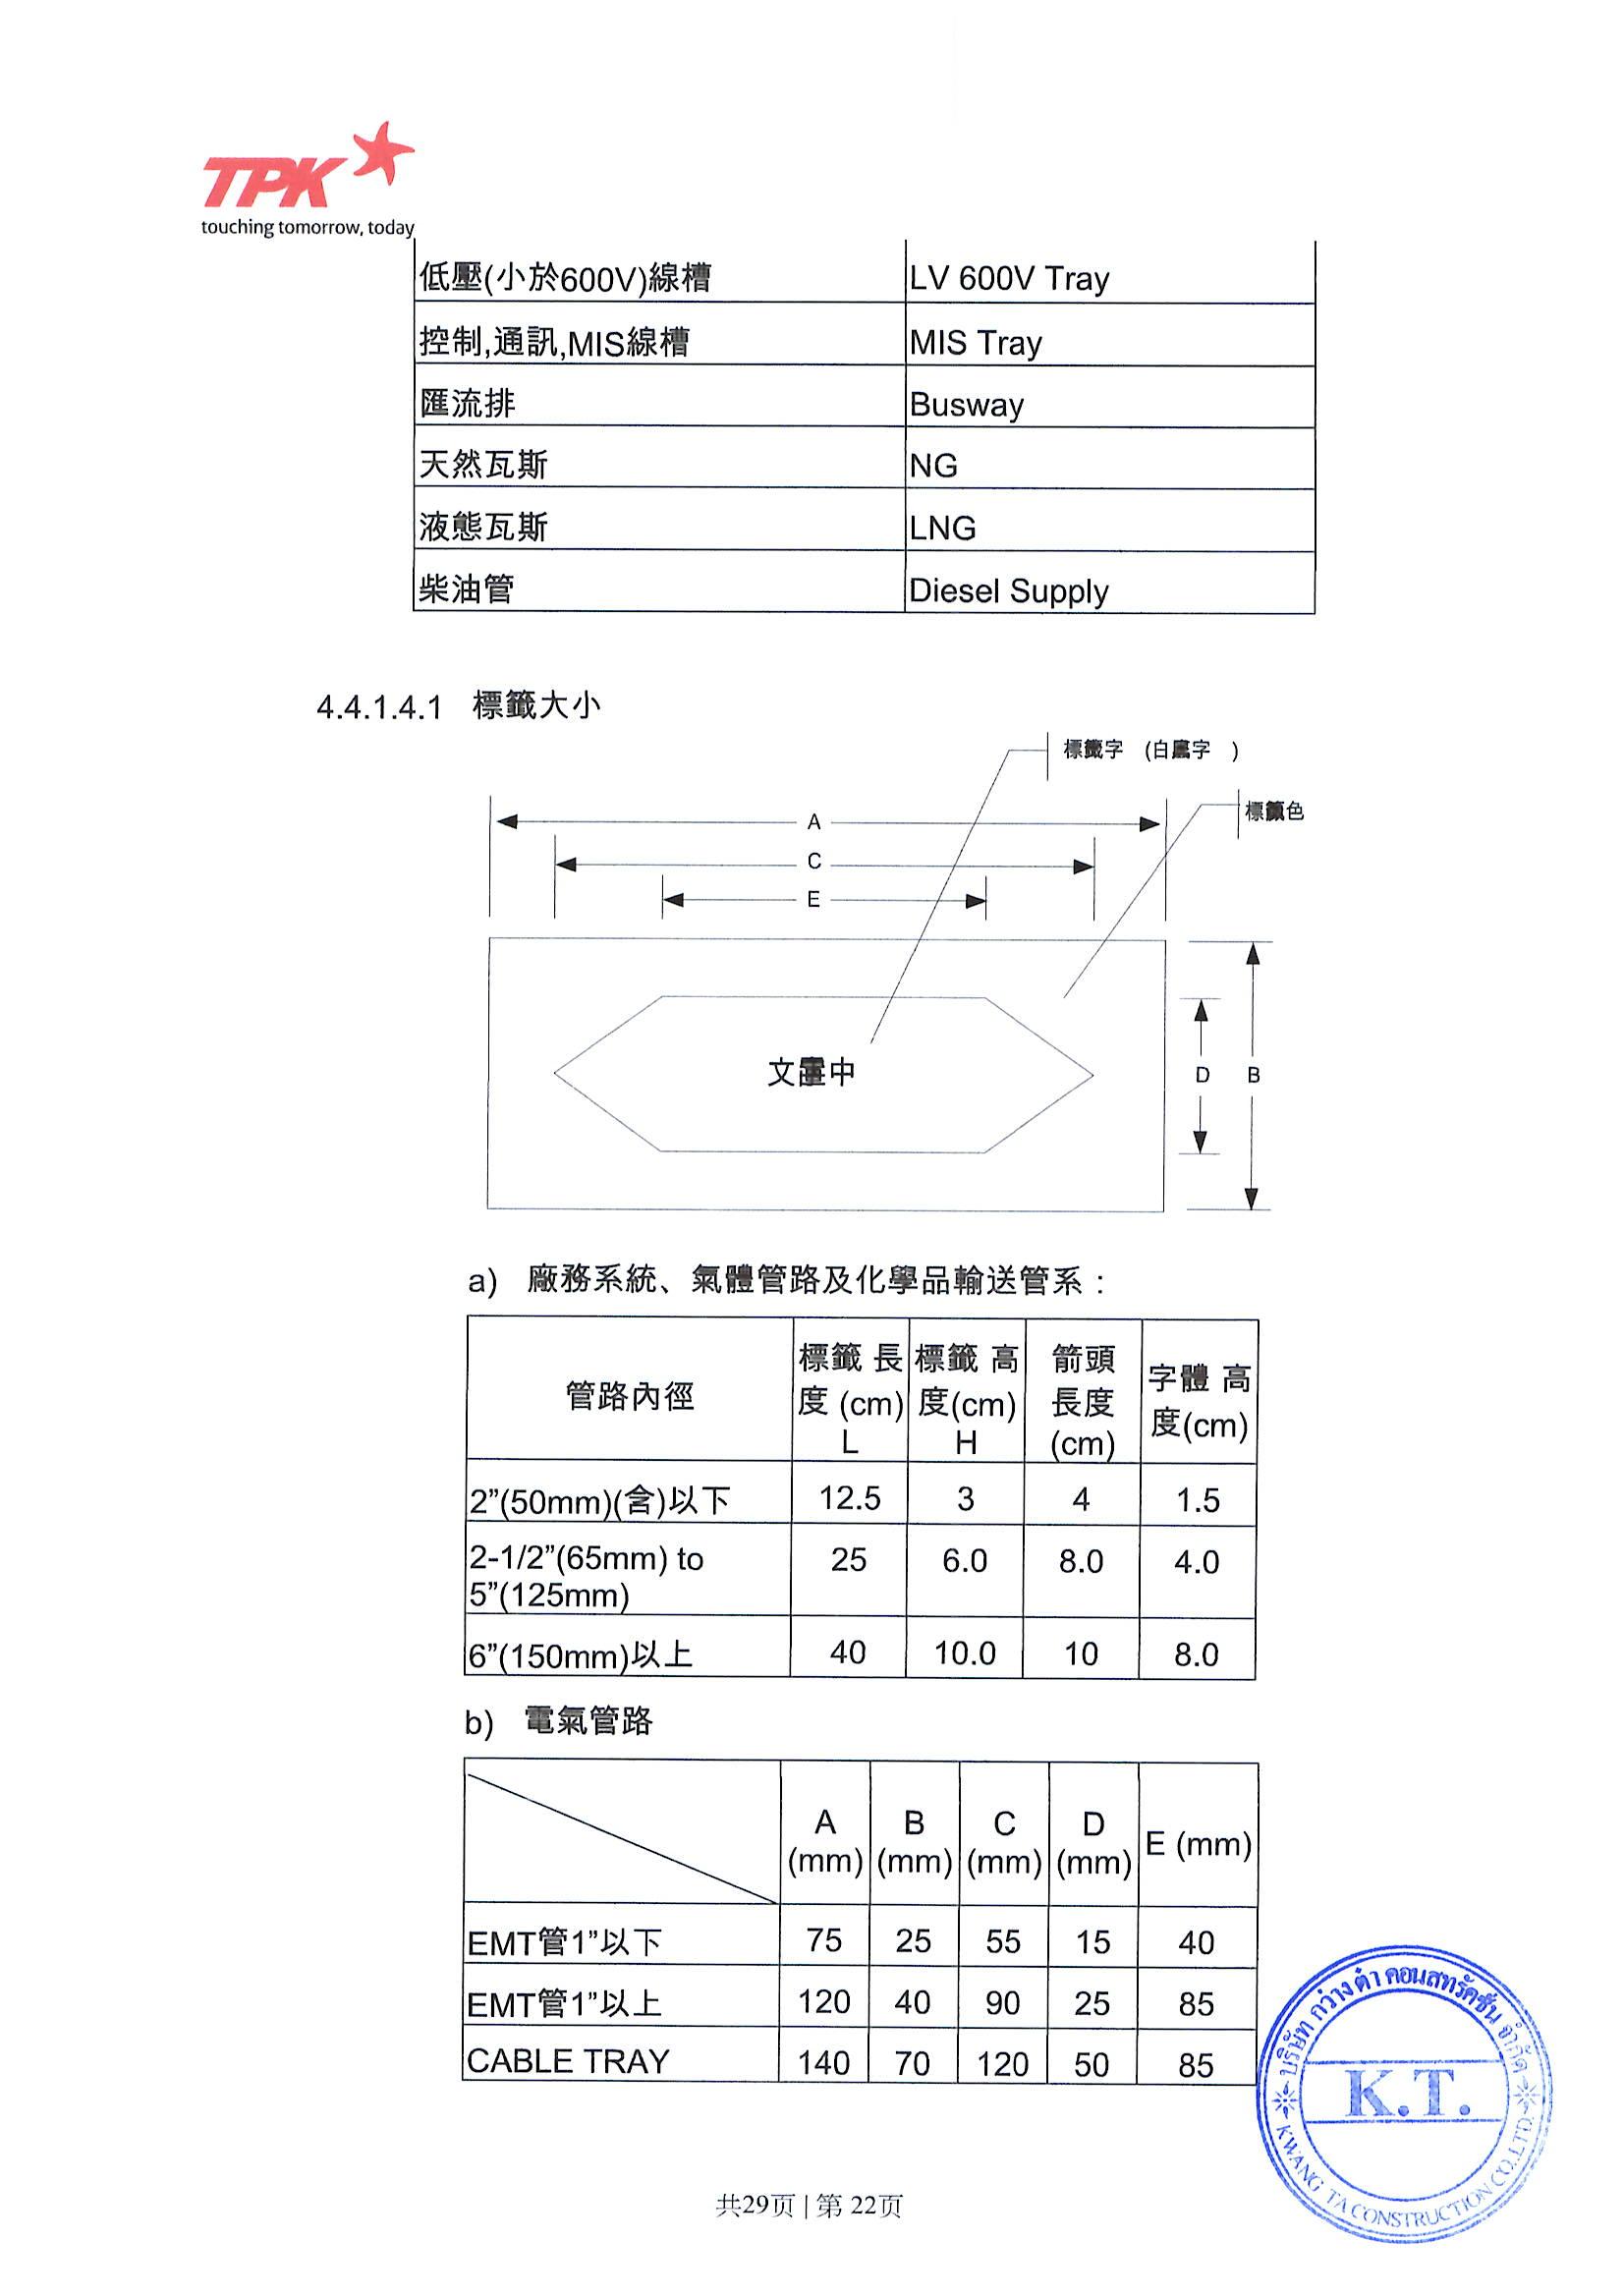 TPK
touching tomorrow, today
低壓(小於600V)線槽 LV 600V Tray
控制,通訊,MIS線槽 MIS Tray
匯流排 Busway
天然瓦斯 NG
液態瓦斯 LNG
柴油管 Diesel Supply
4.4.1.4.1 標籤大小
標籤字 (白底字 )
標籤色
A
C
E
文置中
D B
a) 廠務系統、氣體管路及化學品輸送管系：
管路內徑 標籤 長度 (cm) L 標籤 高度(cm) H 箭頭長度(cm) 字體 高度(cm)
2”(50mm)(含)以下 12.5 3 4 1.5
2-1/2”(65mm) to 25 6.0 8.0 4.0
5”(125mm)
6”(150mm)以上 40 10.0 10 8.0
b) 電氣管路
A (mm) B (mm) C (mm) D (mm) E (mm)
EMT管1”以下 75 25 55 15 40
EMT管1”以上 120 40 90 25 85
CABLE TRAY 140 70 120 50 85
บริษัท กว่างต๋า คอนสทรัคชั่น จำกัด
K.T.
KWANG TA CONSTRUCTION CO.,LTD.
共29页 | 第 22页